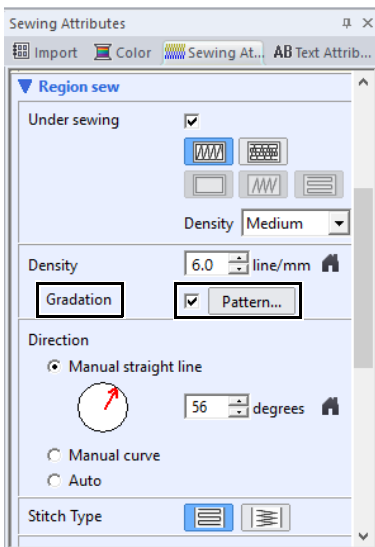 Sewing Attributes
Import Color Sewing At... AB Text Attrib...
Region sew
Under sewing
Density Medium
Density 6.0 line/mm
Gradation Pattern...
Direction
Manual straight line
56 degrees
Manual curve
Auto
Stitch Type